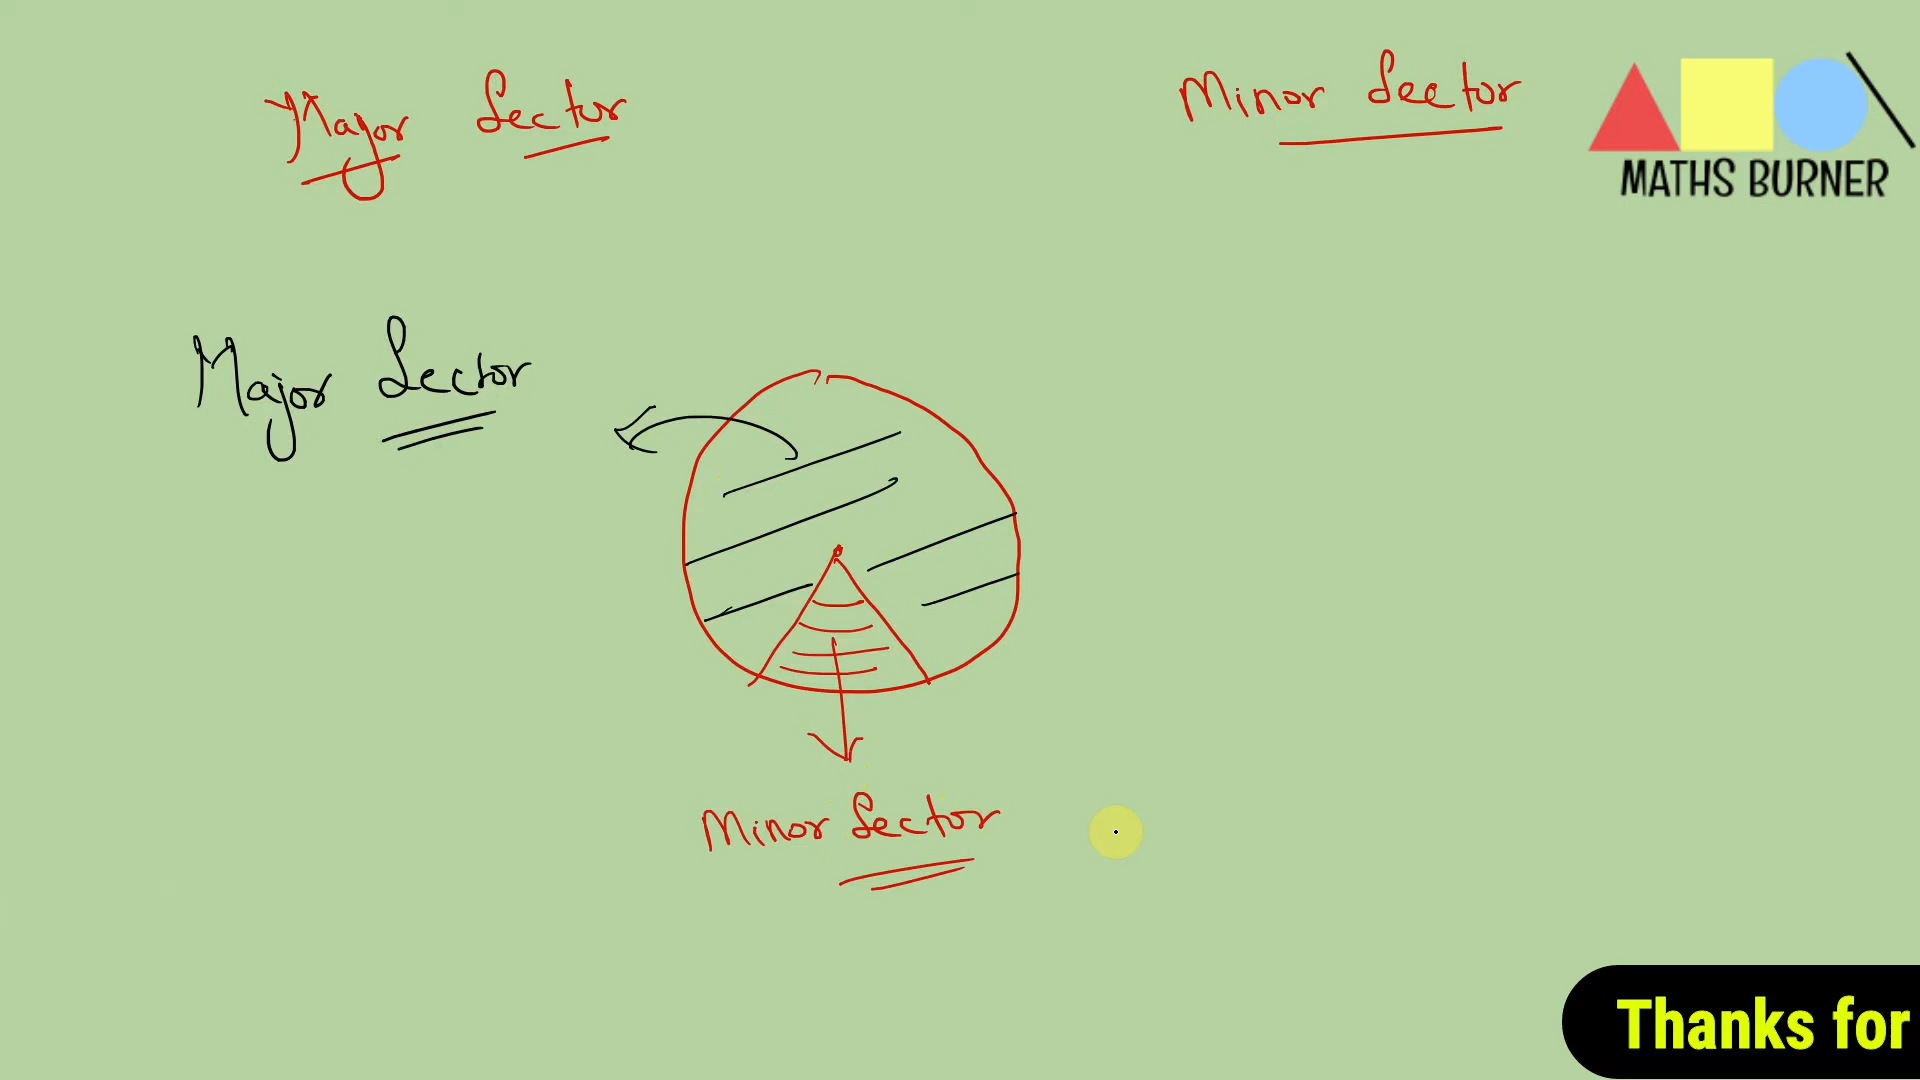 Major Sector
Minor Sector
MATHS BURNER
Major Sector
Minor Sector
Thanks for